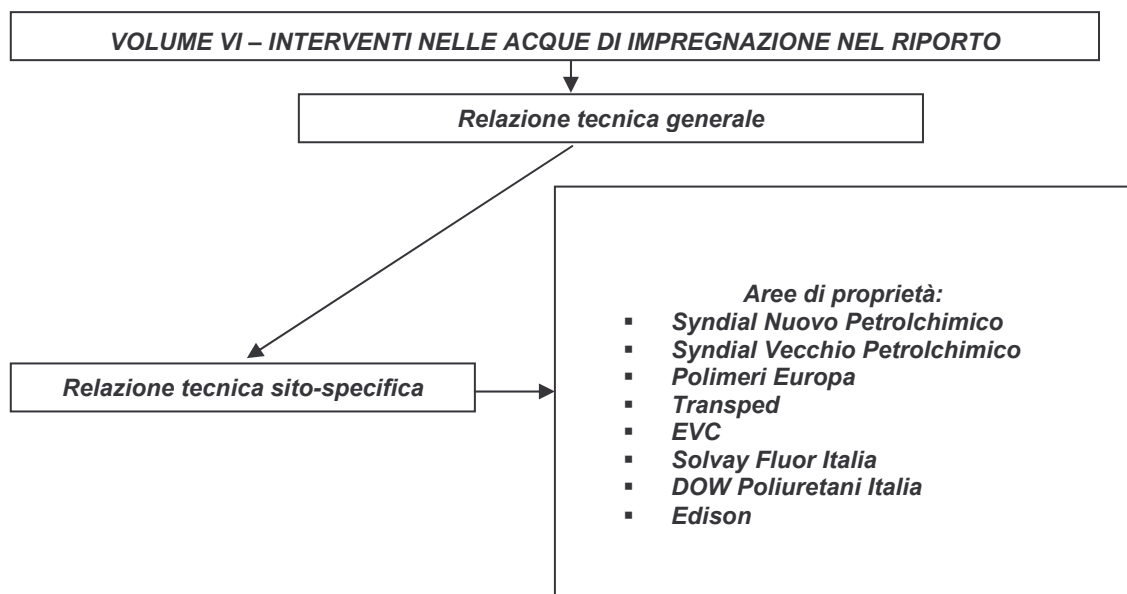 VOLUME VI – INTERVENTI NELLE ACQUE DI IMPREGNAZIONE NEL RIPORTO
Relazione tecnica generale
Relazione tecnica sito-specifica
Aree di proprietà:
▪ Syndial Nuovo Petrolchimico
▪ Syndial Vecchio Petrolchimico
▪ Polimeri Europa
▪ Transped
▪ EVC
▪ Solvay Fluor Italia
▪ DOW Poliuretani Italia
▪ Edison